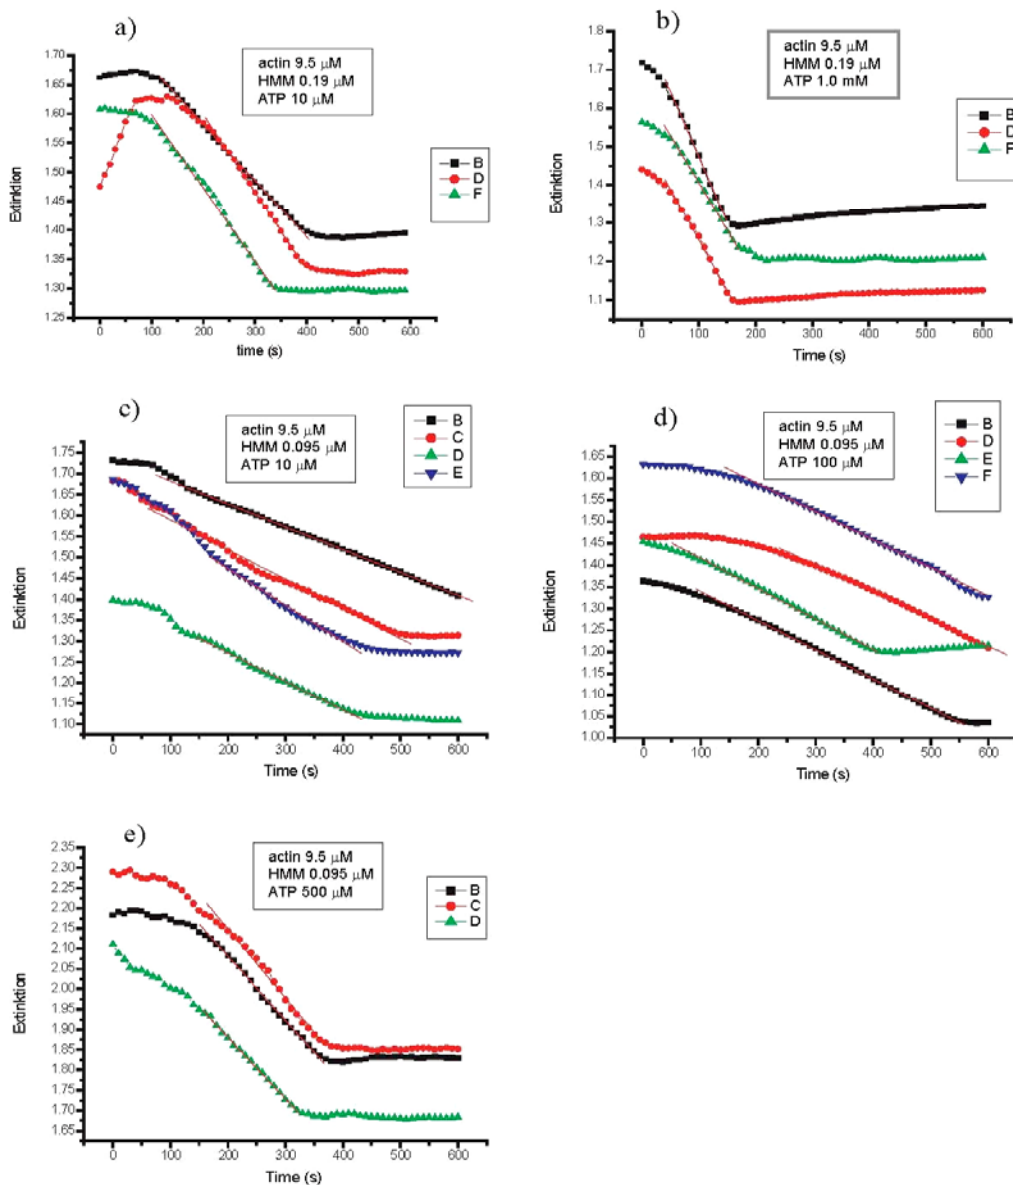 a)
actin 9.5 μM
HMM 0.19 μM
ATP 10 μM
B
D
F
Extinktion
1.70
1.65
1.60
1.55
1.50
1.45
1.40
1.35
1.30
1.25
0 100 200 300 400 500 600
time (s)
b)
actin 9.5 μM
HMM 0.19 μM
ATP 1.0 mM
B
D
F
Extinktion
1.8
1.7
1.6
1.5
1.4
1.3
1.2
1.1
0 100 200 300 400 500 600
Time (s)
c)
actin 9.5 μM
HMM 0.095 μM
ATP 10 μM
B
C
D
E
Extinktion
1.75
1.70
1.65
1.60
1.55
1.50
1.45
1.40
1.35
1.30
1.25
1.20
1.15
1.10
0 100 200 300 400 500 600
Time (s)
d)
actin 9.5 μM
HMM 0.095 μM
ATP 100 μM
B
D
E
F
Extinktion
1.65
1.60
1.55
1.50
1.45
1.40
1.35
1.30
1.25
1.20
1.15
1.10
1.05
1.00
0 100 200 300 400 500 600
Time (s)
e)
actin 9.5 μM
HMM 0.095 μM
ATP 500 μM
B
C
D
Extinktion
2.35
2.30
2.25
2.20
2.15
2.10
2.05
2.00
1.95
1.90
1.85
1.80
1.75
1.70
1.65
0 100 200 300 400 500 600
Time (s)